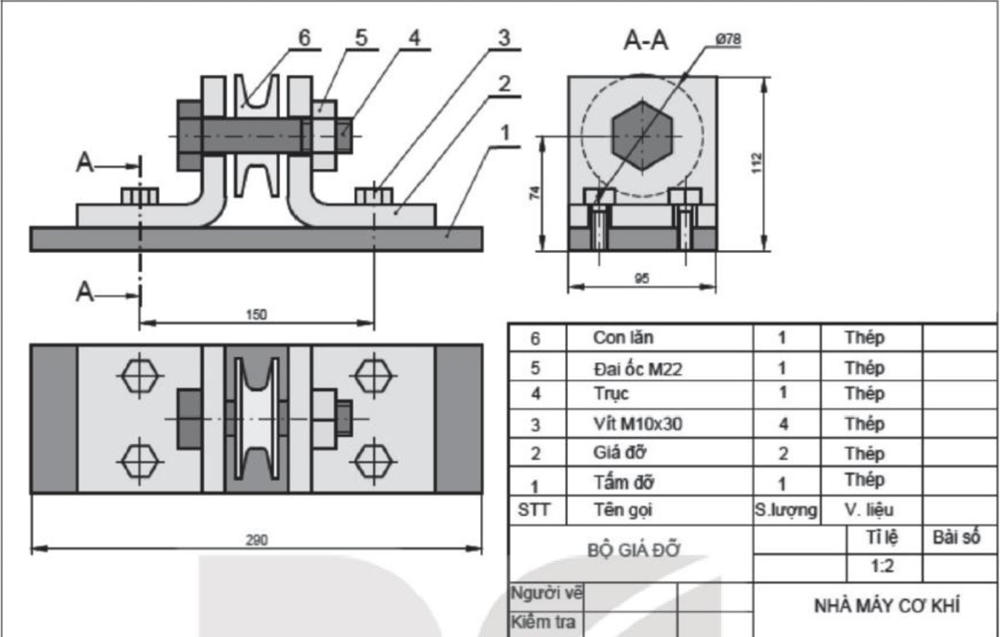 6 5 4 3
2
1
A
A
150
290
A-A
Ø78
74
112
95
6 Con lăn 1 Thép
5 Đai ốc M22 1 Thép
4 Trục 1 Thép
3 Vít M10x30 4 Thép
2 Giá đỡ 2 Thép
1 Tấm đỡ 1 Thép
STT Tên gọi S.lượng V. liệu
BỘ GIÁ ĐỠ Tỉ lệ Bài số
1:2
Người vẽ NHÀ MÁY CƠ KHÍ
Kiểm tra